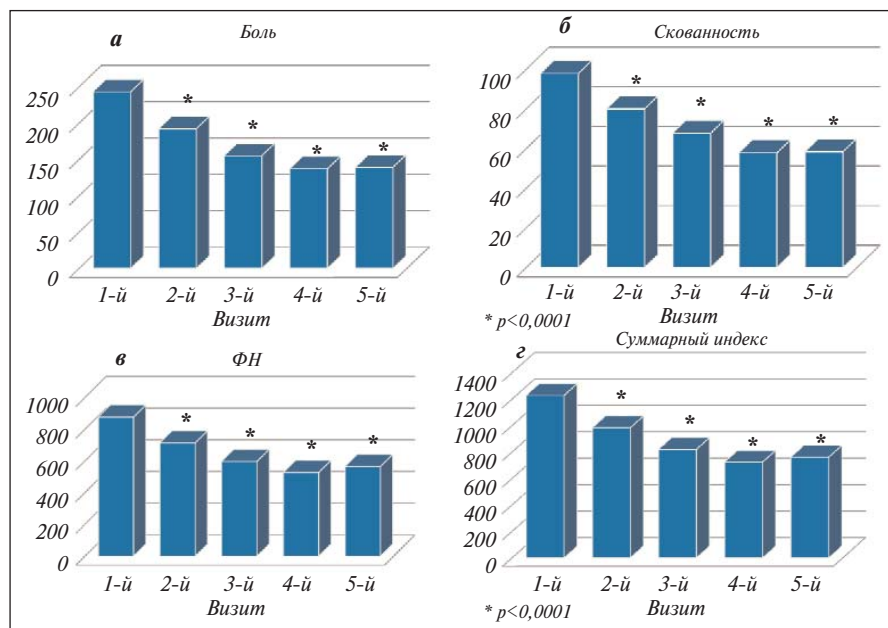 а
Боль
250
200
150
100
50
0
* * * *
1-й 2-й 3-й 4-й 5-й
Визит
б
Скованность
100
80
60
40
20
0
* * * *
1-й 2-й 3-й 4-й 5-й
* p<0,0001
Визит
в
ФН
1000
800
600
400
200
0
* * * *
1-й 2-й 3-й 4-й 5-й
Визит
г
Суммарный индекс
1400
1200
1000
800
600
400
200
0
* * * *
1-й 2-й 3-й 4-й 5-й
* p<0,0001
Визит